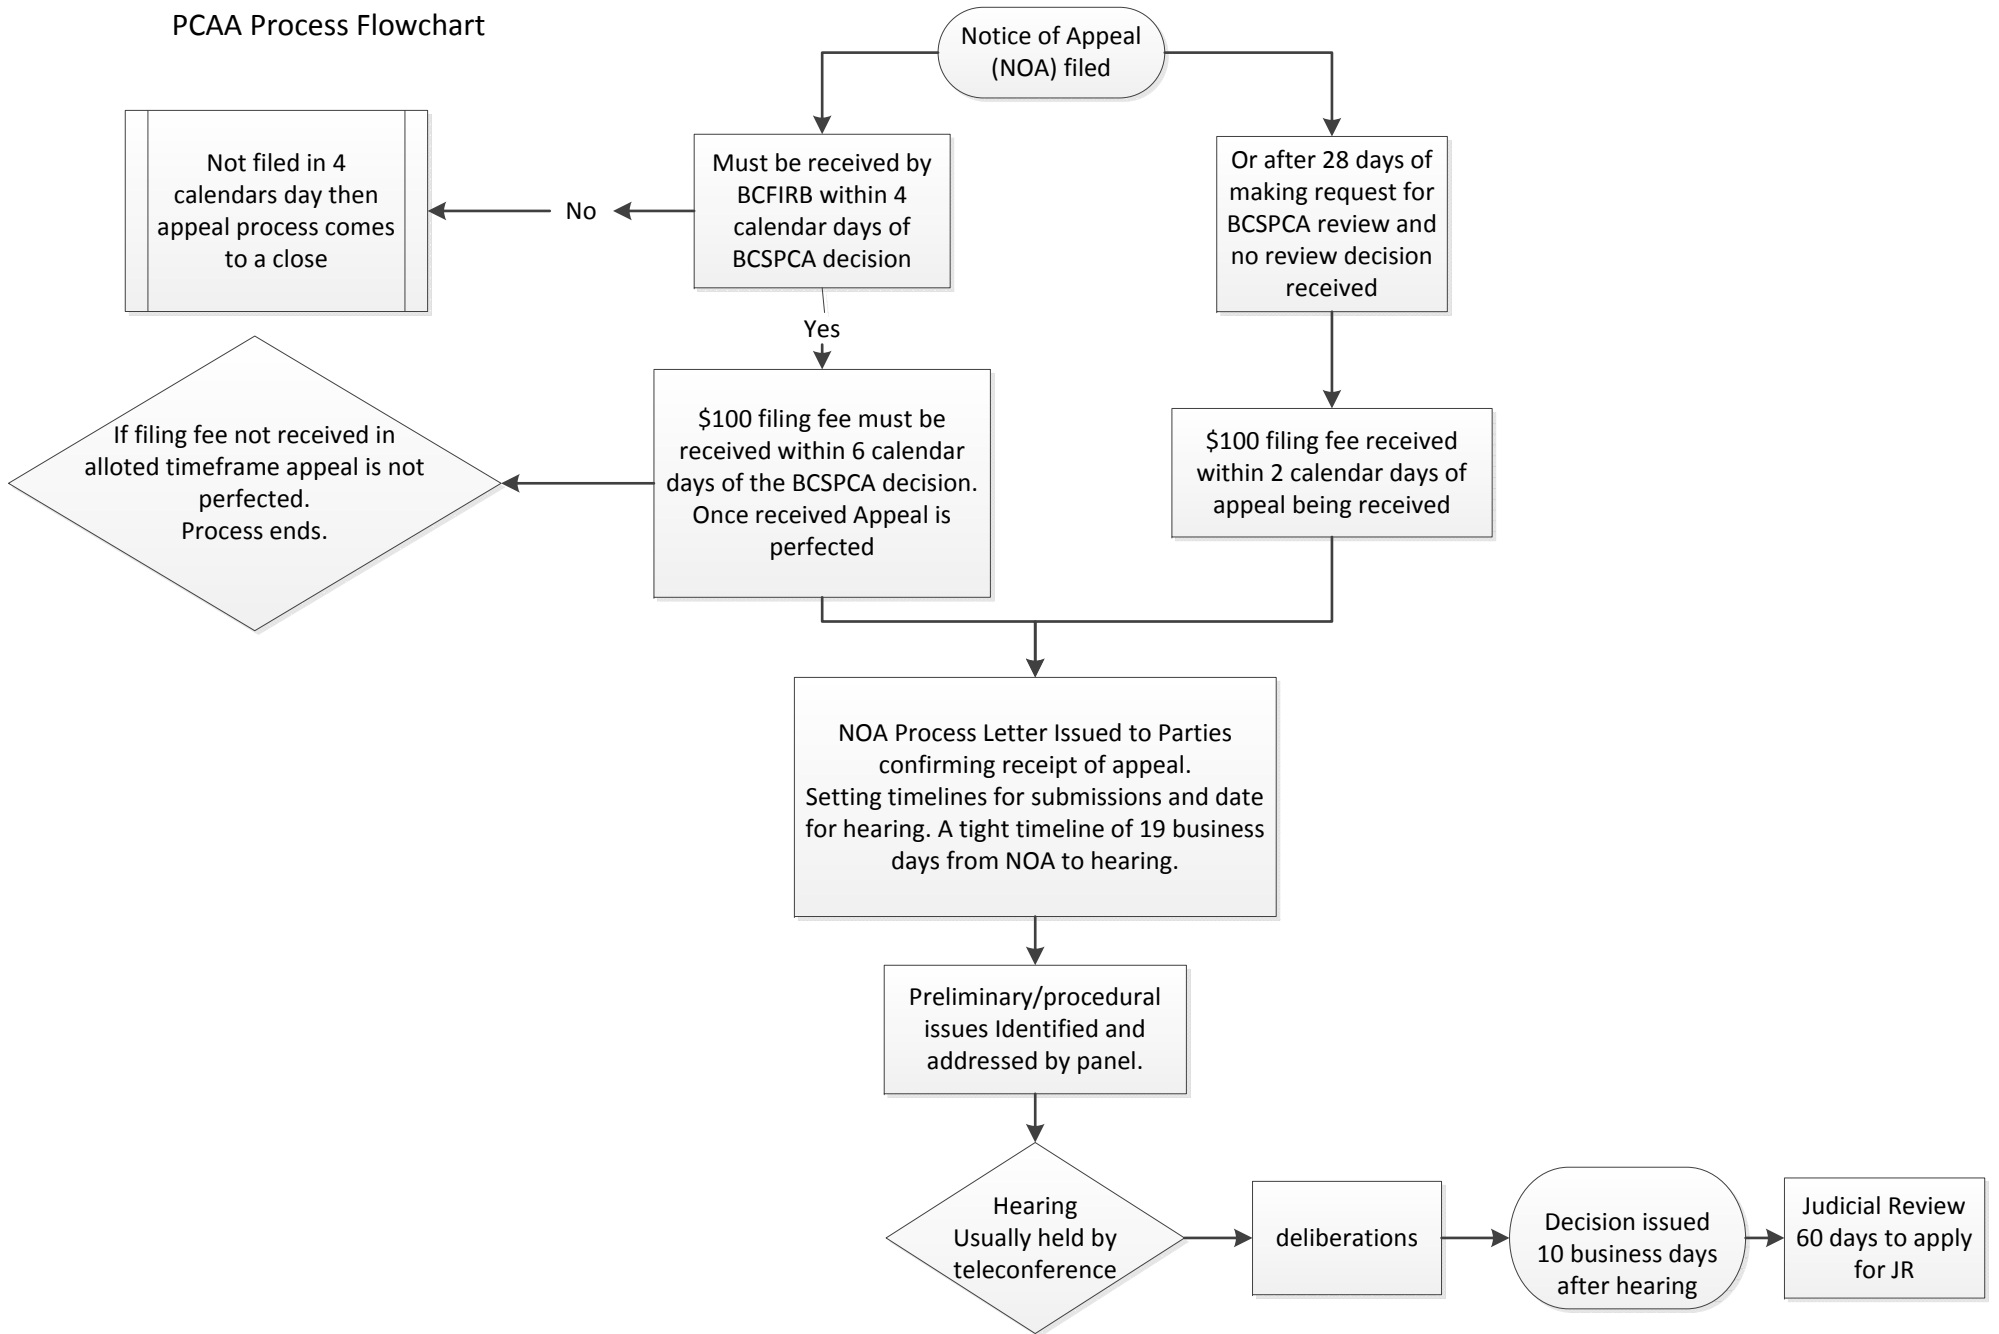 PCAA Process Flowchart
Notice of Appeal
(NOA) filed
Not filed in 4
calendars day then
appeal process comes
to a close
No
Must be received by
BCFIRB within 4
calendar days of
BCSPCA decision
Or after 28 days of
making request for
BCSPCA review and
no review decision
received
Yes
If filing fee not received in
alloted timeframe appeal is not
perfected.
Process ends.
$100 filing fee must be
received within 6 calendar
days of the BCSPCA decision.
Once received Appeal is
perfected
$100 filing fee received
within 2 calendar days of
appeal being received
NOA Process Letter Issued to Parties
confirming receipt of appeal.
Setting timelines for submissions and date
for hearing. A tight timeline of 19 business
days from NOA to hearing.
Preliminary/procedural
issues Identified and
addressed by panel.
Hearing
Usually held by
teleconference
deliberations
Decision issued
10 business days
after hearing
Judicial Review
60 days to apply
for JR